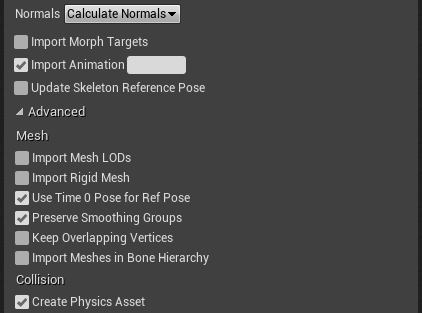 Normals Calculate Normals
Import Morph Targets
Import Animation
Update Skeleton Reference Pose
Advanced
Mesh
Import Mesh LODs
Import Rigid Mesh
Use Time 0 Pose for Ref Pose
Preserve Smoothing Groups
Keep Overlapping Vertices
Import Meshes in Bone Hierarchy
Collision
Create Physics Asset